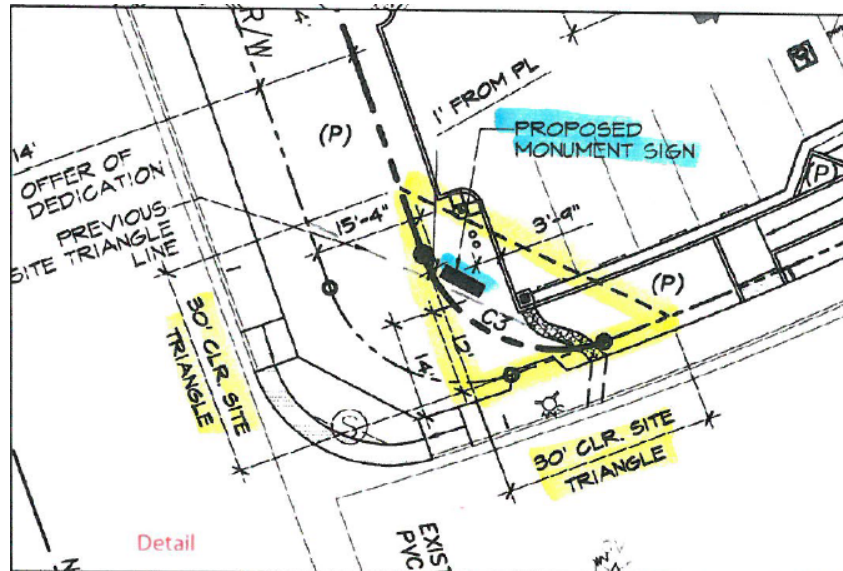 R/W
14'
OFFER OF
DEDICATION
PREVIOUS
SITE TRIANGLE
LINE
(P)
1' FROM PL
PROPOSED
MONUMENT SIGN
(P)
15'-4"
3'-9"
(P)
C3
12'
14'
30' CLR. SITE
TRIANGLE
S
30' CLR. SITE
TRIANGLE
EXIST
PVC
Detail
N